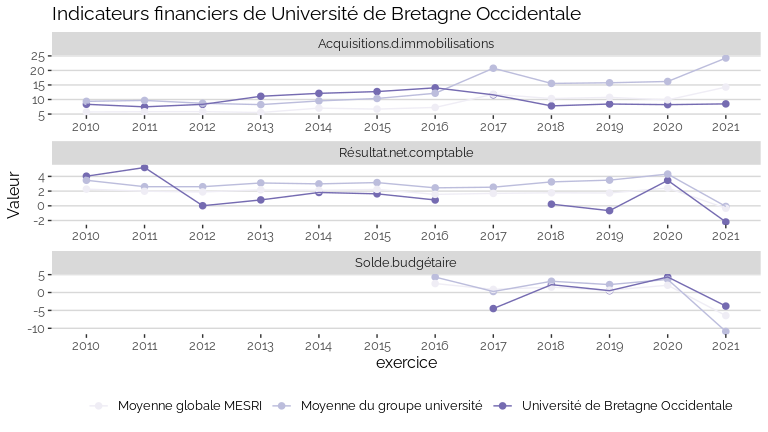 Indicateurs financiers de Université de Bretagne Occidentale
Acquisitions.d.immobilisations
25
20
15
10
5
2010 2011 2012 2013 2014 2015 2016 2017 2018 2019 2020 2021
Résultat.net.comptable
4
2
0
-2
2010 2011 2012 2013 2014 2015 2016 2017 2018 2019 2020 2021
Valeur
Solde.budgétaire
5
0
-5
-10
2010 2011 2012 2013 2014 2015 2016 2017 2018 2019 2020 2021
exercice
Moyenne globale MESRI Moyenne du groupe université Université de Bretagne Occidentale